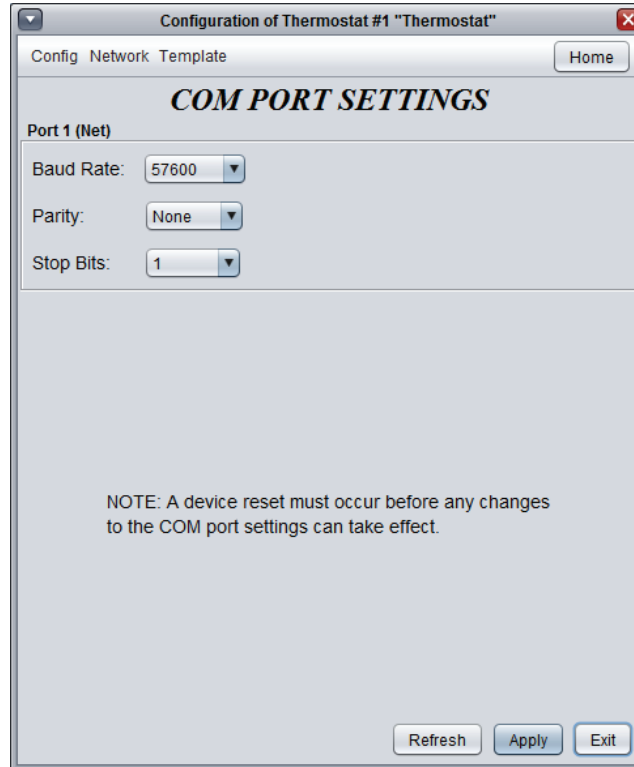 Configuration of Thermostat #1 "Thermostat"
Config Network Template Home
COM PORT SETTINGS
Port 1 (Net)
Baud Rate: 57600
Parity: None
Stop Bits: 1
NOTE: A device reset must occur before any changes
to the COM port settings can take effect.
Refresh Apply Exit